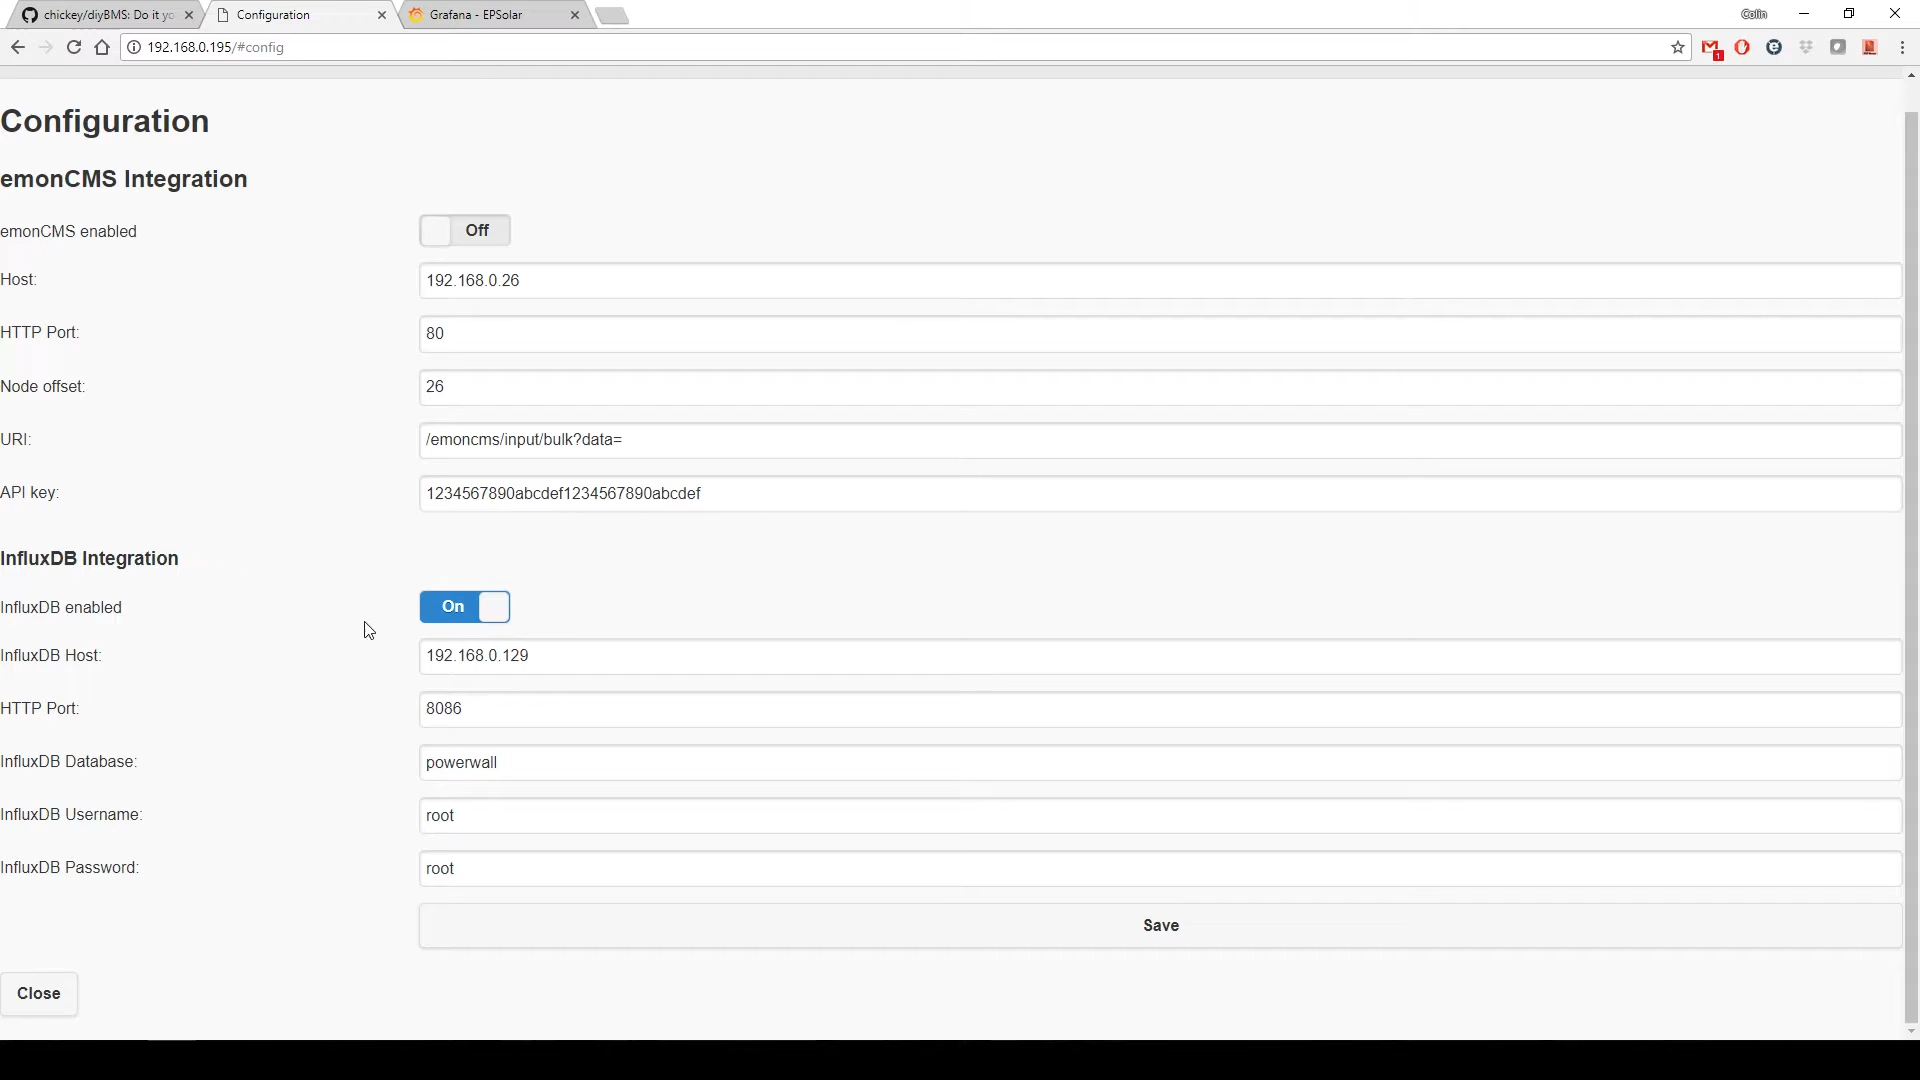 chickey/diyBMS: Do it yo
Configuration
Grafana - EPSolar
Colin
192.168.0.195/#config
1
Configuration
emonCMS Integration
emonCMS enabled
Off
Host:
192.168.0.26
HTTP Port:
80
Node offset:
26
URI:
/emoncms/input/bulk?data=
API key:
1234567890abcdef1234567890abcdef
InfluxDB Integration
InfluxDB enabled
On
InfluxDB Host:
192.168.0.129
HTTP Port:
8086
InfluxDB Database:
powerwall
InfluxDB Username:
root
InfluxDB Password:
root
Save
Close